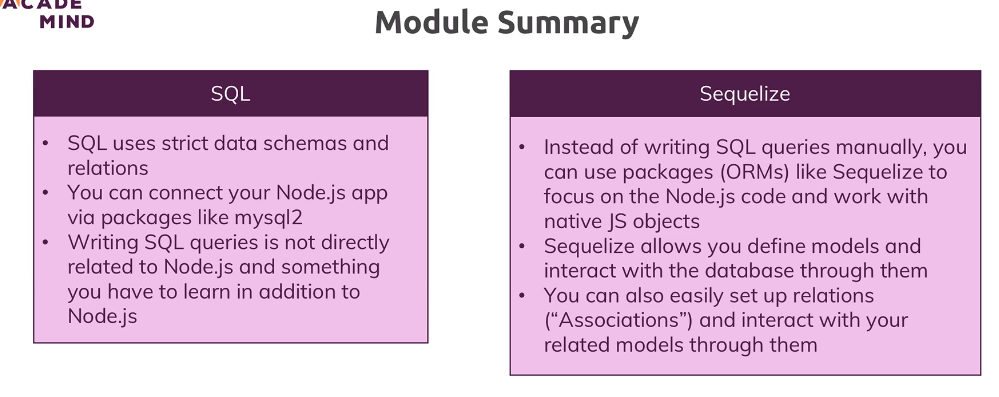 ACADE
MIND
Module Summary
SQL
• SQL uses strict data schemas and
relations
• You can connect your Node.js app
via packages like mysql2
• Writing SQL queries is not directly
related to Node.js and something
you have to learn in addition to
Node.js
Sequelize
• Instead of writing SQL queries manually, you
can use packages (ORMs) like Sequelize to
focus on the Node.js code and work with
native JS objects
• Sequelize allows you define models and
interact with the database through them
• You can also easily set up relations
(“Associations”) and interact with your
related models through them